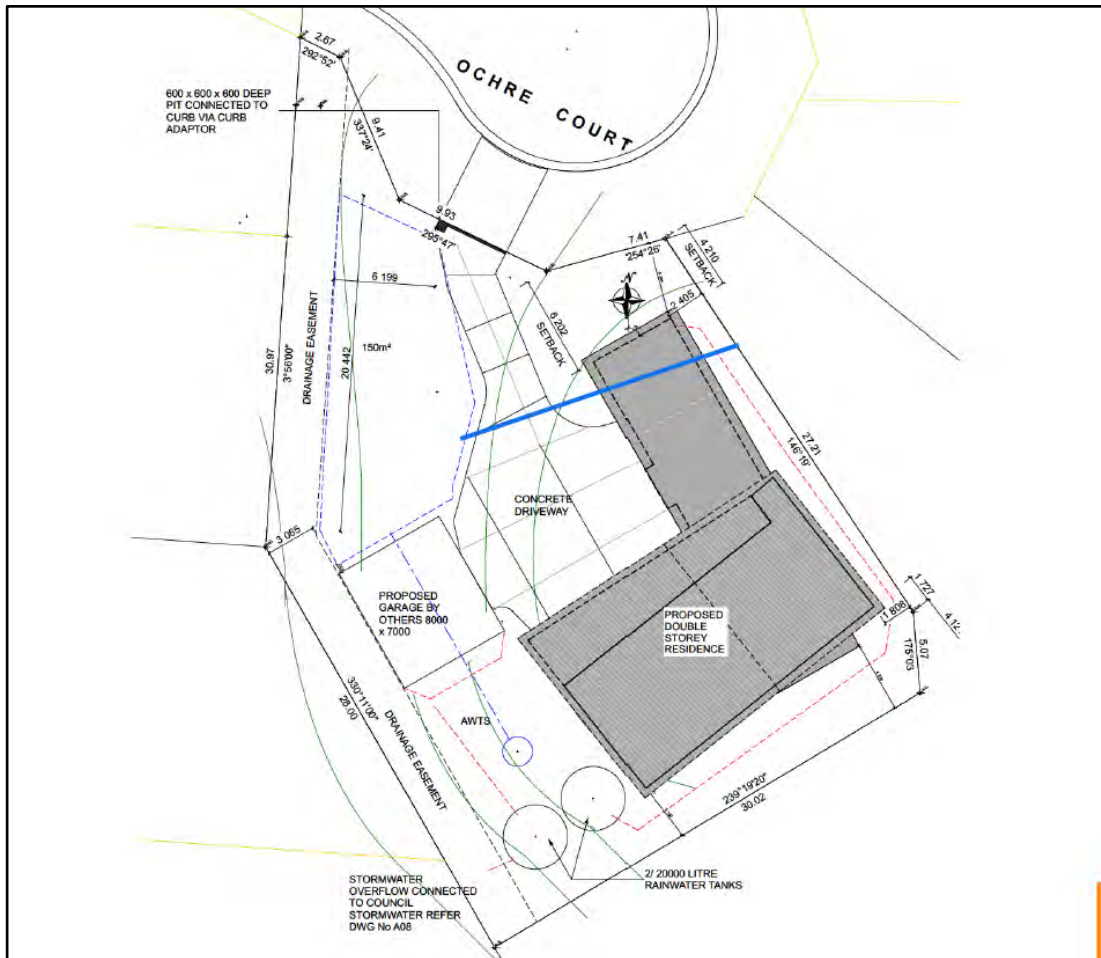 2.67
292°52'
OCHRE COURT
600 x 600 x 600 DEEP
PIT CONNECTED TO
CURB VIA CURB
ADAPTOR
9.41
337°24'
9.93
295°47'
7.41
254°26'
4.210
SETBACK
N
2.405
6 199
6.202
SETBACK
30.97
3°56'00"
DRAINAGE EASEMENT
20 442
150m²
27.21
146°19'
CONCRETE
DRIVEWAY
3 065
PROPOSED
GARAGE BY
OTHERS 8000
x 7000
PROPOSED
DOUBLE
STOREY
RESIDENCE
1.727
1.808
4.12
5.07
175°03
330°11'00"
28.00
DRAINAGE EASEMENT
AWTS
239°19'20"
30.02
STORMWATER
OVERFLOW CONNECTED
TO COUNCIL
STORMWATER REFER
DWG No A08
2/ 20000 LITRE
RAINWATER TANKS